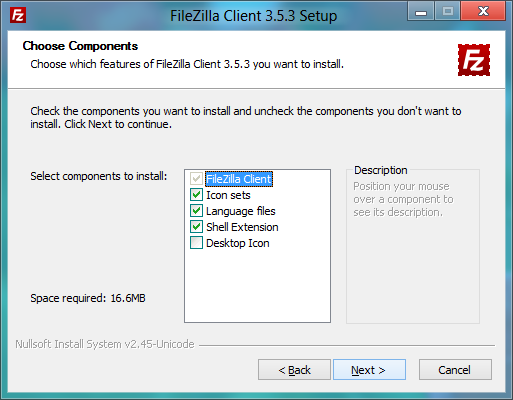 FileZilla Client 3.5.3 Setup
Choose Components
Choose which features of FileZilla Client 3.5.3 you want to install.
Check the components you want to install and uncheck the components you don't want to
install. Click Next to continue.
Select components to install:
FileZilla Client
Icon sets
Language files
Shell Extension
Desktop Icon
Description
Position your mouse
over a component to
see its description.
Space required: 16.6MB
Nullsoft Install System v2.45-Unicode
< Back
Next >
Cancel